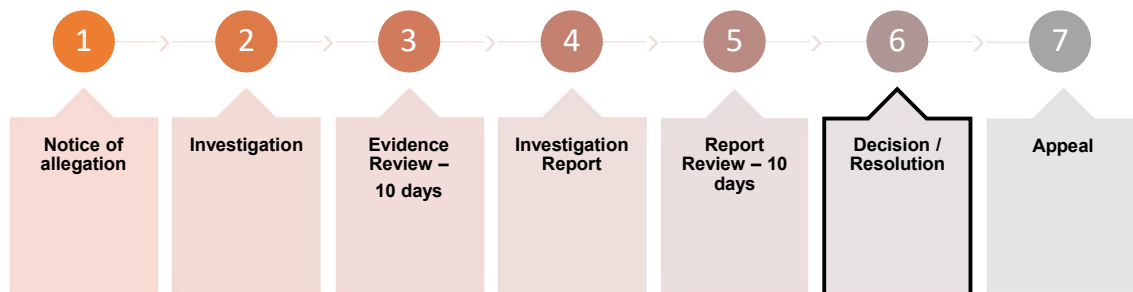 1
2
3
4
5
6
7
Notice of
allegation
Investigation
Evidence
Review –
10 days
Investigation
Report
Report
Review – 10
days
Decision /
Resolution
Appeal